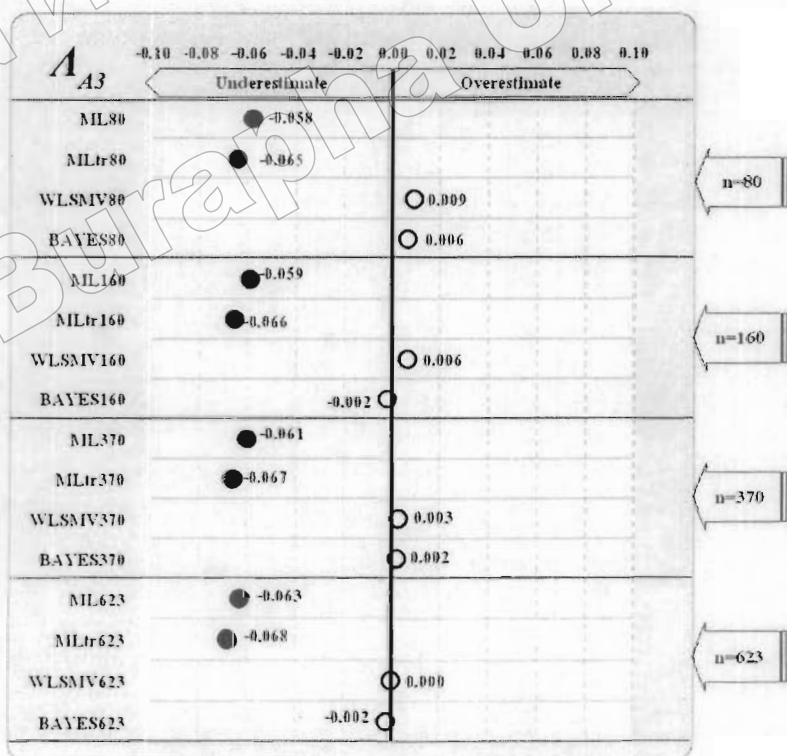 -0.10 -0.08 -0.06 -0.04 -0.02 0.00 0.02 0.04 0.06 0.08 0.10
Λ A3
Underestimate Overestimate
ML80 -0.058
MLtr80 -0.065
n=80
WLSMV80 0.009
BAYES80 0.006
ML160 -0.059
MLtr160 -0.066
n=160
WLSMV160 0.006
BAYES160 -0.002
ML370 -0.061
MLtr370 -0.067
n=370
WLSMV370 0.003
BAYES370 0.002
ML623 -0.063
MLtr623 -0.068
n=623
WLSMV623 0.000
BAYES623 -0.002
Burapha U